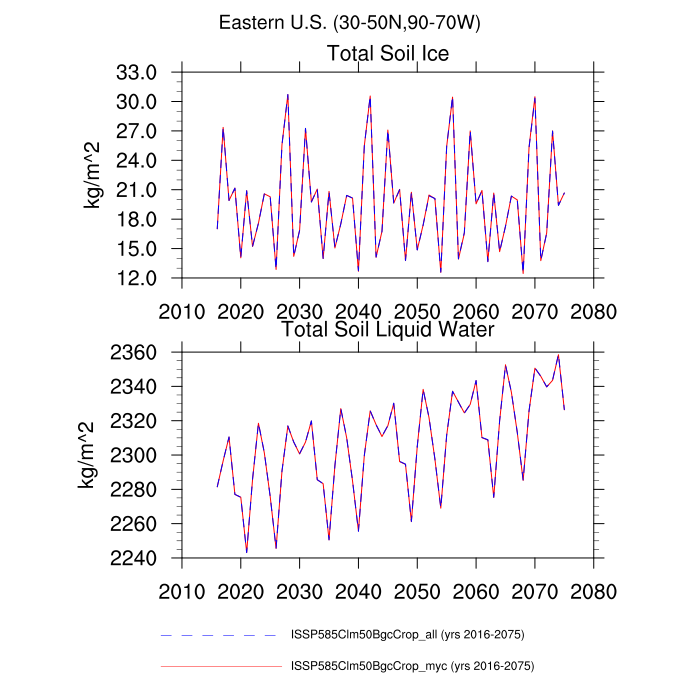 Eastern U.S. (30-50N,90-70W)
Total Soil Ice
33.0
30.0
27.0
24.0
21.0
18.0
15.0
12.0
kg/m^2
2010 2020 2030 2040 2050 2060 2070 2080
Total Soil Liquid Water
2360
2340
2320
2300
2280
2260
2240
kg/m^2
2010 2020 2030 2040 2050 2060 2070 2080
ISSP585Clm50BgcCrop_all (yrs 2016-2075)
ISSP585Clm50BgcCrop_myc (yrs 2016-2075)